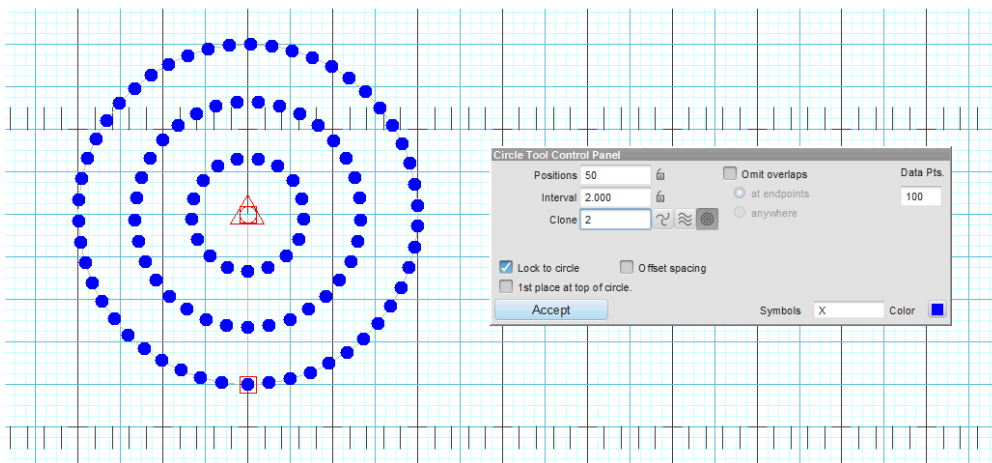 Circle Tool Control Panel
Positions 50
Omit overlaps
Data Pts.
Interval 2.000
at endpoints
100
Clone 2
anywhere
Lock to circle
Offset spacing
1st place at top of circle.
Accept
Symbols X
Color